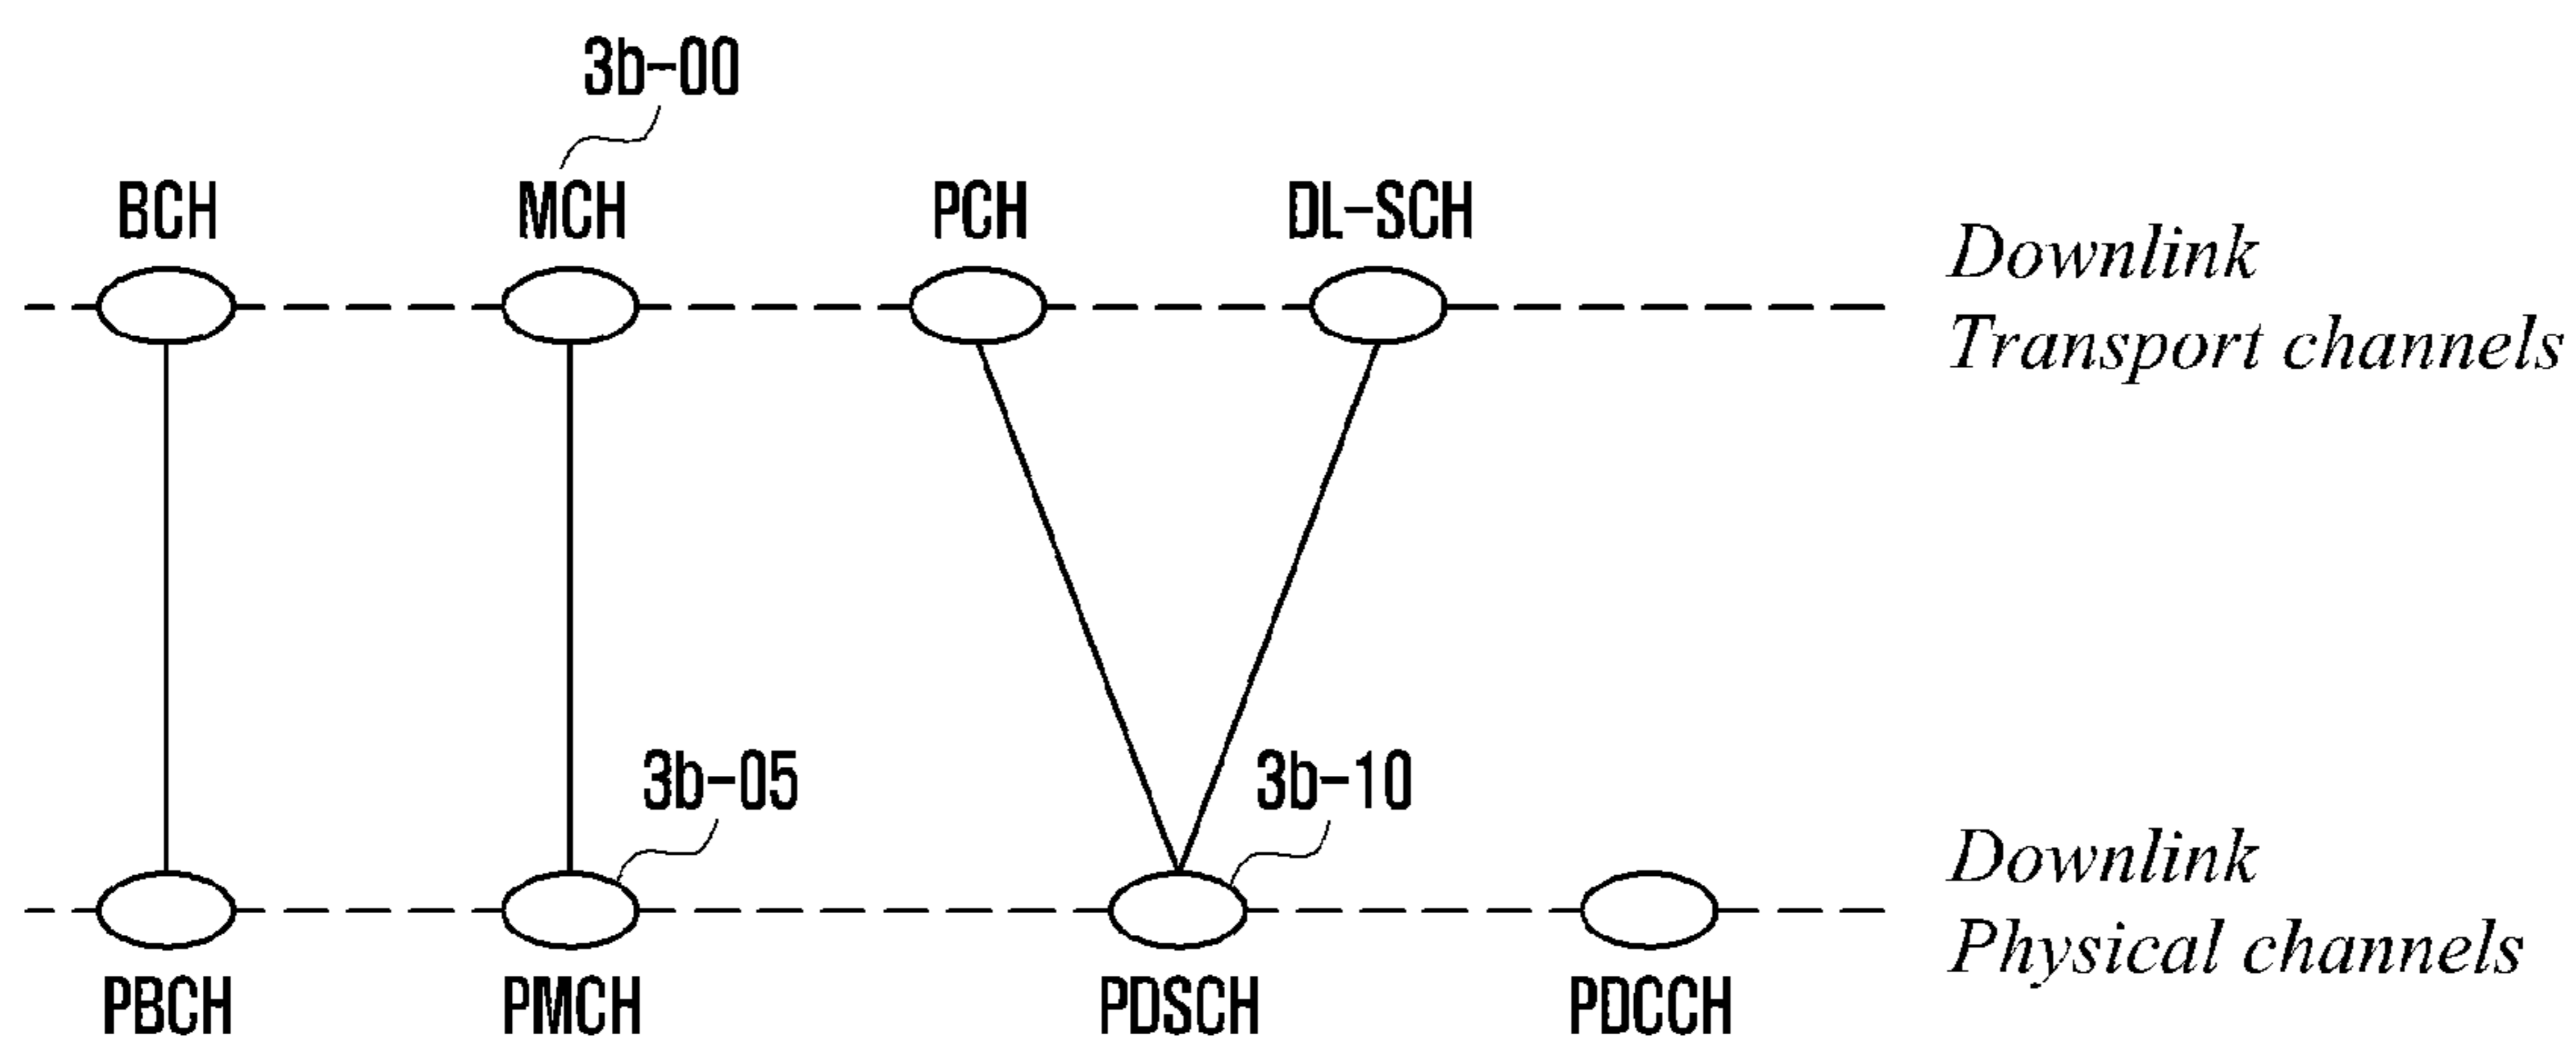 3b-00
BCH
MCH
PCH
DL-SCH
Downlink
Transport channels
3b-05
3b-10
Downlink
Physical channels
PBCH
PMCH
PDSCH
PDCCH